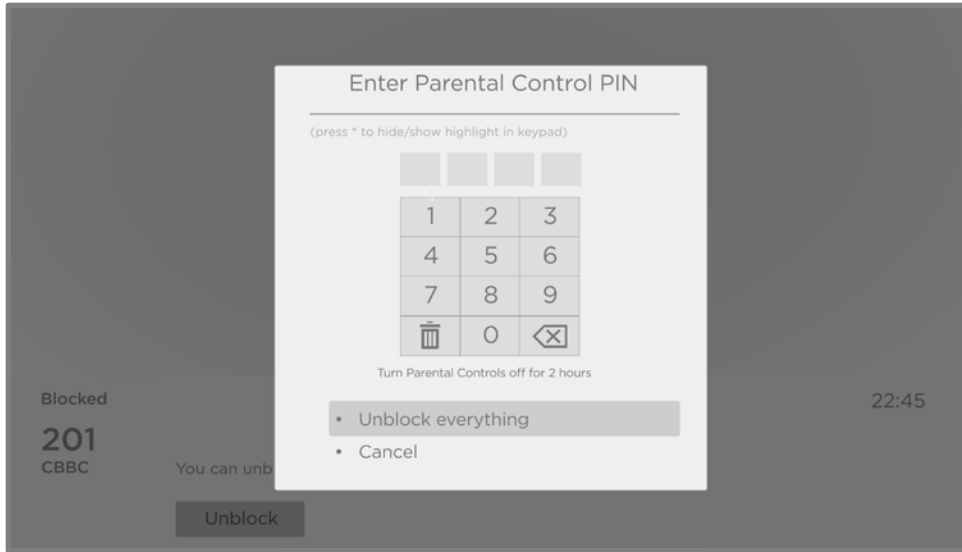 Enter Parental Control PIN
(press * to hide/show highlight in keypad)
1 2 3
4 5 6
7 8 9
0
Turn Parental Controls off for 2 hours
• Unblock everything
• Cancel
Blocked
22:45
201
CBBC
You can unb
Unblock